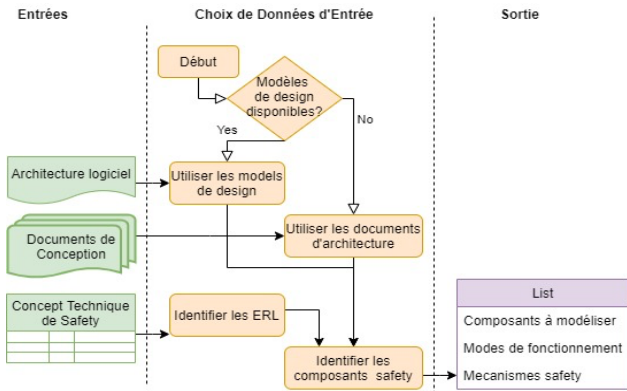 Entrées
Choix de Données d'Entrée
Sortie
Début
Modèles
de design
disponibles?
Yes
No
Architecture logiciel
Utiliser les models
de design
Documents de
Conception
Utiliser les documents
d'architecture
Concept Technique
de Safety
Identifier les ERL
Identifier les
composants safety
List
Composants à modéliser
Modes de fonctionnement
Mecanismes safety